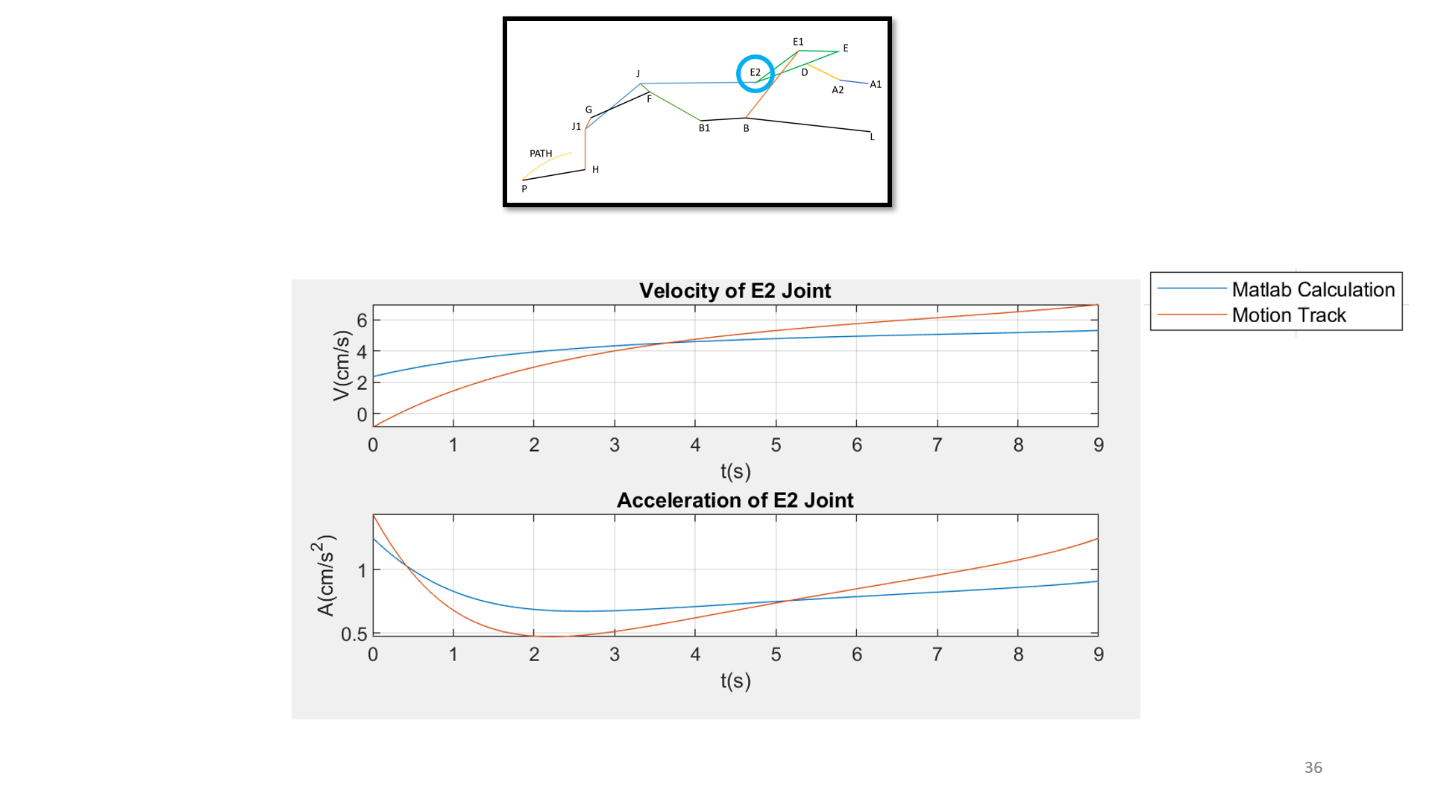 E1
E
J
E2
D
A2
A1
G
F
J1
B1
B
L
PATH
H
P
Velocity of E2 Joint
Matlab Calculation
Motion Track
V(cm/s)
6
4
2
0
0 1 2 3 4 5 6 7 8 9
t(s)
Acceleration of E2 Joint
A(cm/s²)
1
0.5
0 1 2 3 4 5 6 7 8 9
t(s)
36